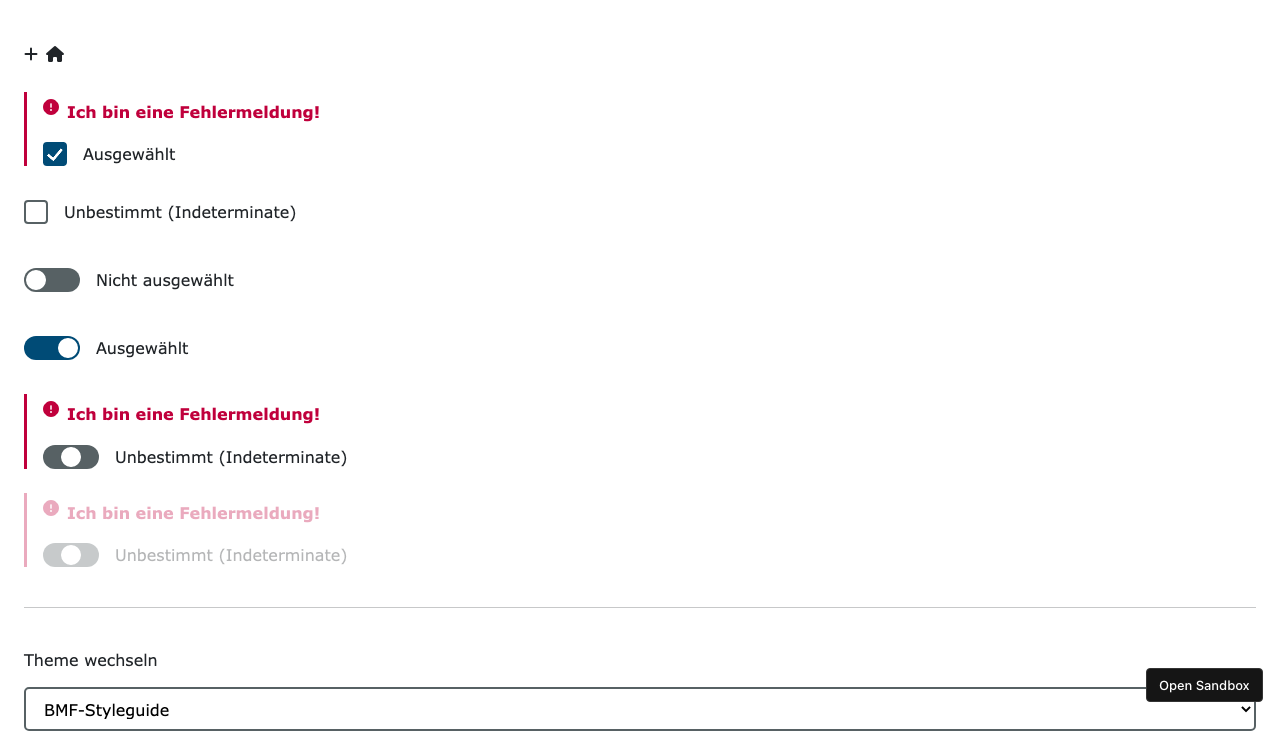 Ich bin eine Fehlermeldung!
Ausgewählt
Unbestimmt (Indeterminate)
Nicht ausgewählt
Ausgewählt
Ich bin eine Fehlermeldung!
Unbestimmt (Indeterminate)
Ich bin eine Fehlermeldung!
Unbestimmt (Indeterminate)
Theme wechseln
Open Sandbox
BMF-Styleguide